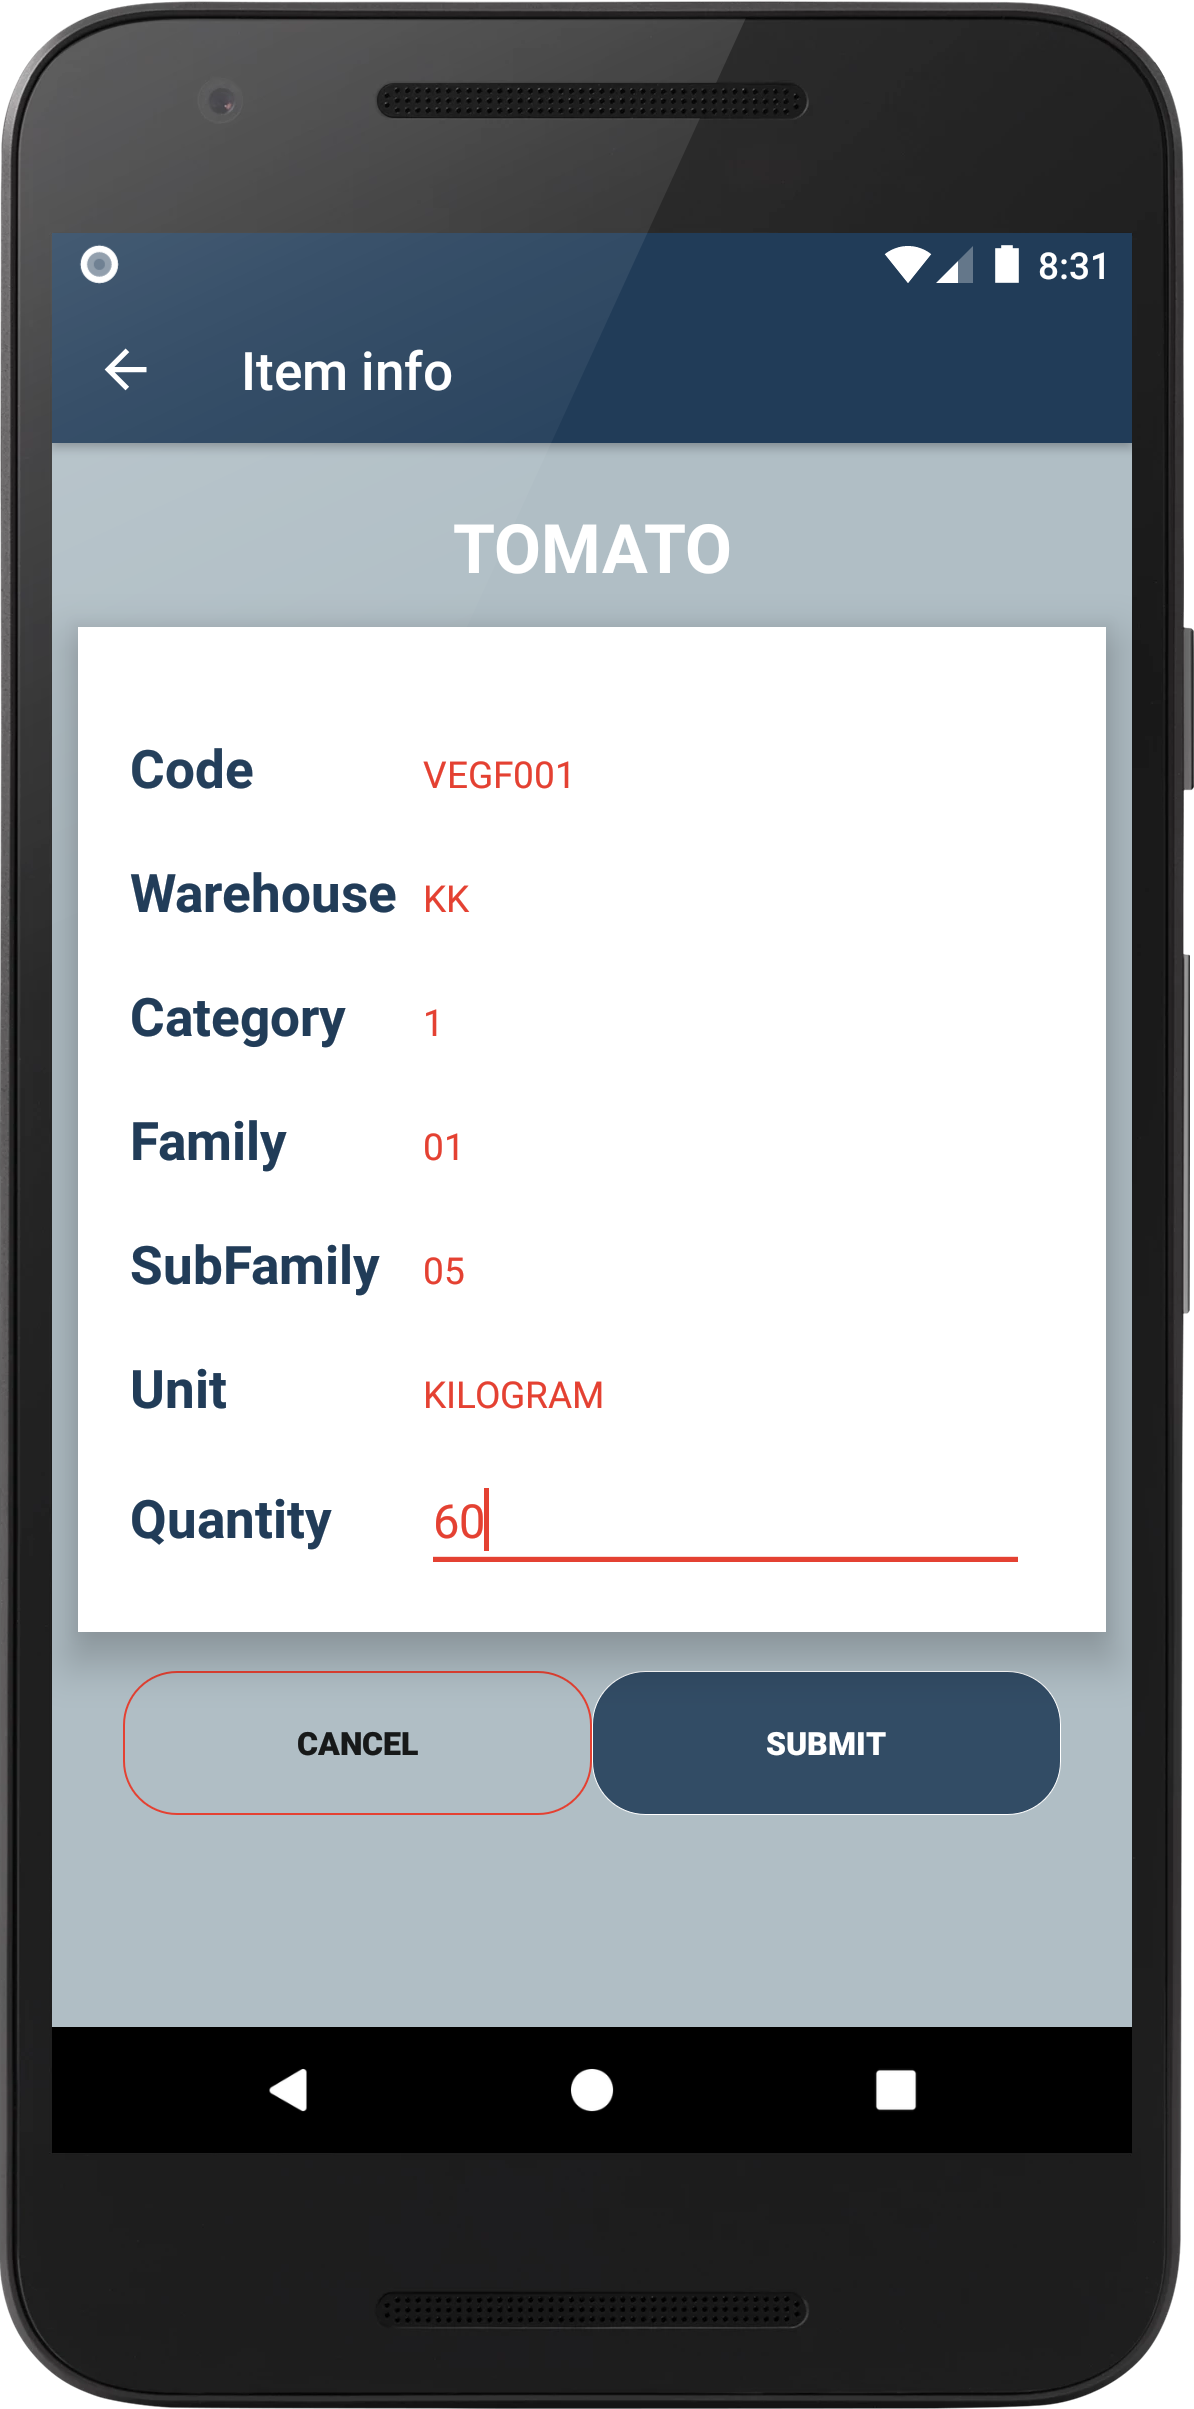 8:31
Item info
TOMATO
Code VEGF001
Warehouse KK
Category 1
Family 01
SubFamily 05
Unit KILOGRAM
Quantity 60
CANCEL SUBMIT